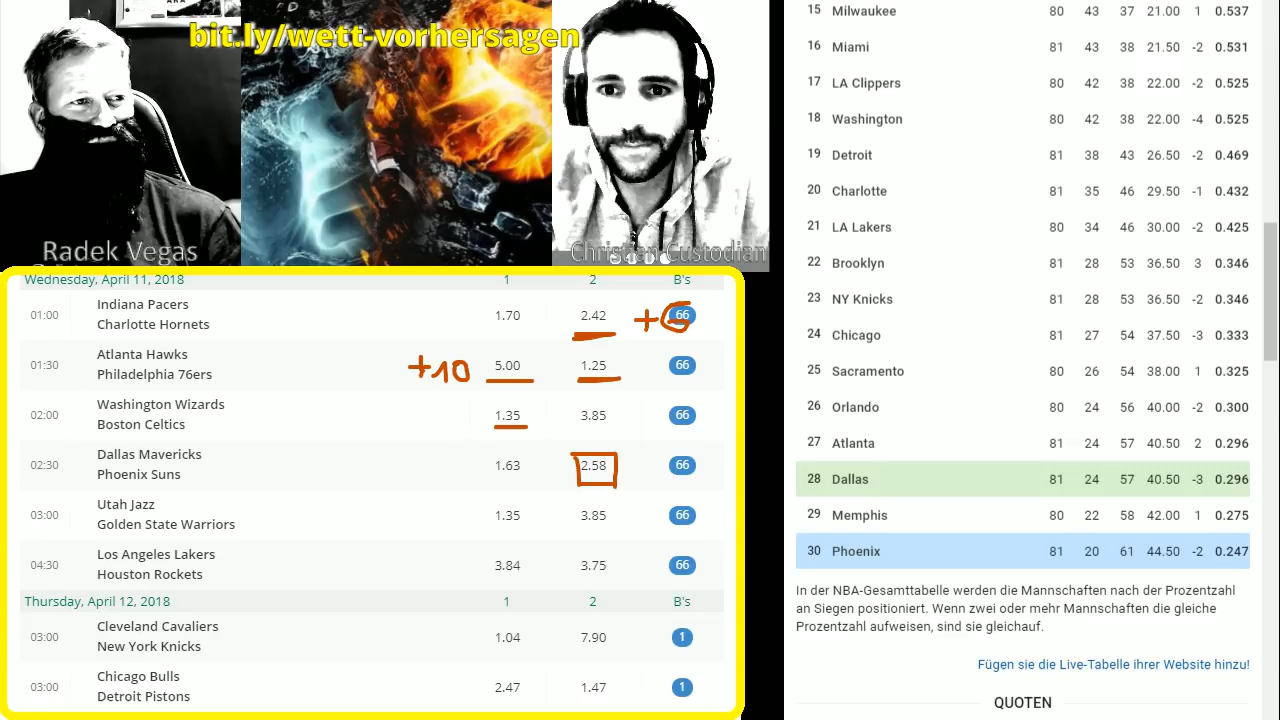 bit.ly/wett-vorhersagen
Radek Vegas
Christian Custodian
Wednesday, April 11, 2018 1 2 B's
01:00 Indiana Pacers
Charlotte Hornets 1.70 2.42 66
Atlanta Hawks
01:30 Philadelphia 76ers +10 5.00 1.25 66
Washington Wizards
02:00 Boston Celtics 1.35 3.85 66
Dallas Mavericks
02:30 Phoenix Suns 1.63 2.58 66
Utah Jazz
03:00 Golden State Warriors 1.35 3.85 66
Los Angeles Lakers
04:30 Houston Rockets 3.84 3.75 66
Thursday, April 12, 2018 1 2 B's
Cleveland Cavaliers
03:00 New York Knicks 1.04 7.90 1
Chicago Bulls
03:00 Detroit Pistons 2.47 1.47 1
15 Milwaukee 80 43 37 21.00 1 0.537
16 Miami 81 43 38 21.50 -2 0.531
17 LA Clippers 80 42 38 22.00 -2 0.525
18 Washington 80 42 38 22.00 -4 0.525
19 Detroit 81 38 43 26.50 -2 0.469
20 Charlotte 81 35 46 29.50 -1 0.432
21 LA Lakers 80 34 46 30.00 -2 0.425
22 Brooklyn 81 28 53 36.50 3 0.346
23 NY Knicks 81 28 53 36.50 -2 0.346
24 Chicago 81 27 54 37.50 -3 0.333
25 Sacramento 80 26 54 38.00 1 0.325
26 Orlando 80 24 56 40.00 -2 0.300
27 Atlanta 81 24 57 40.50 2 0.296
28 Dallas 81 24 57 40.50 -3 0.296
29 Memphis 80 22 58 42.00 1 0.275
30 Phoenix 81 20 61 44.50 -2 0.247
In der NBA-Gesamttabelle werden die Mannschaften nach der Prozentzahl
an Siegen positioniert. Wenn zwei oder mehr Mannschaften die gleiche
Prozentzahl aufweisen, sind sie gleichauf.
Fügen sie die Live-Tabelle ihrer Website hinzu!
QUOTEN